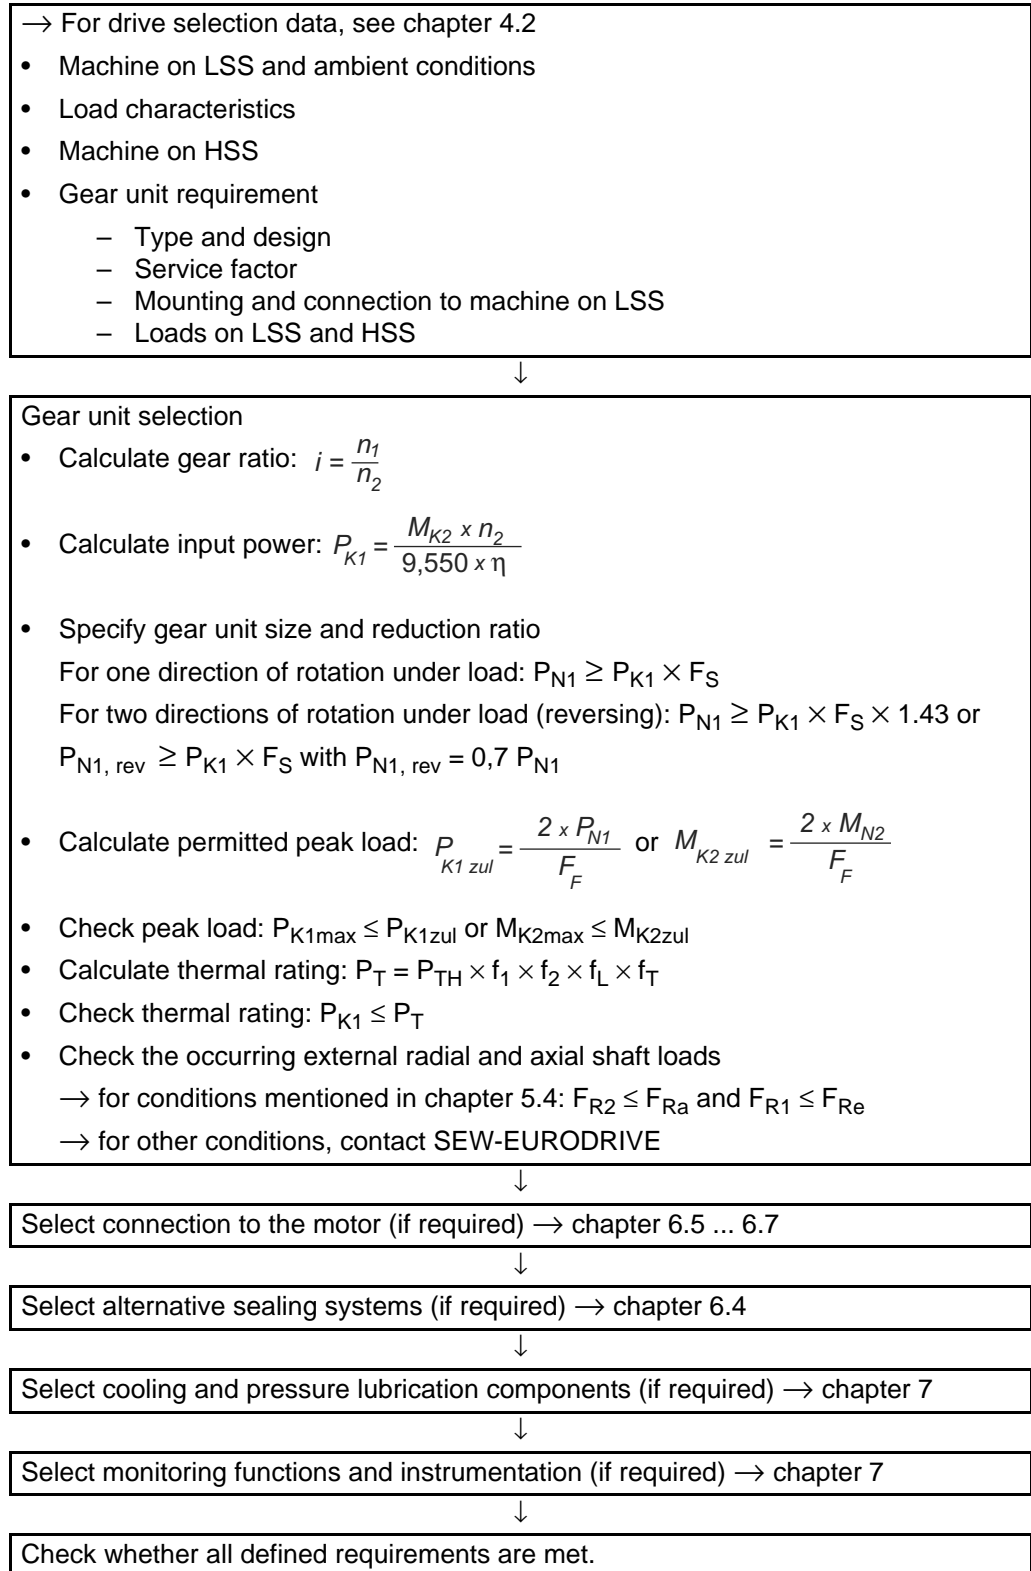 → For drive selection data, see chapter 4.2
• Machine on LSS and ambient conditions
• Load characteristics
• Machine on HSS
• Gear unit requirement
– Type and design
– Service factor
– Mounting and connection to machine on LSS
– Loads on LSS and HSS
↓
Gear unit selection
• Calculate gear ratio: i = n1 / n2
• Calculate input power: PK1 = MK2 x n2 / 9,550 x η
• Specify gear unit size and reduction ratio
For one direction of rotation under load: PN1 ≥ PK1 × FS
For two directions of rotation under load (reversing): PN1 ≥ PK1 × FS × 1.43 or
PN1, rev ≥ PK1 × FS with PN1, rev = 0,7 PN1
• Calculate permitted peak load: PK1 zul = 2 x PN1 / FF or MK2 zul = 2 x MN2 / FF
• Check peak load: PK1max ≤ PK1zul or MK2max ≤ MK2zul
• Calculate thermal rating: PT = PTH × f1 × f2 × fL × fT
• Check thermal rating: PK1 ≤ PT
• Check the occurring external radial and axial shaft loads
→ for conditions mentioned in chapter 5.4: FR2 ≤ FRa and FR1 ≤ FRe
→ for other conditions, contact SEW-EURODRIVE
↓
Select connection to the motor (if required) → chapter 6.5 ... 6.7
↓
Select alternative sealing systems (if required) → chapter 6.4
↓
Select cooling and pressure lubrication components (if required) → chapter 7
↓
Select monitoring functions and instrumentation (if required) → chapter 7
↓
Check whether all defined requirements are met.